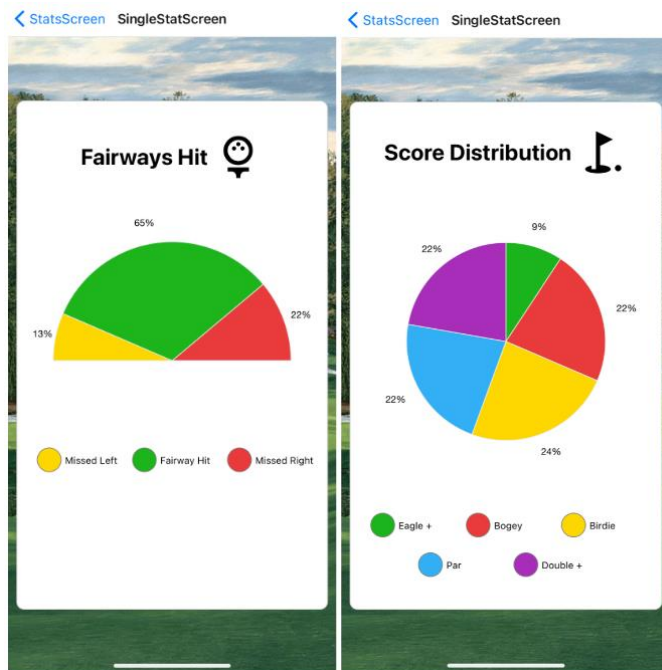 StatsScreen SingleStatScreen
Fairways Hit
65%
13%
22%
Missed Left Fairway Hit Missed Right
StatsScreen SingleStatScreen
Score Distribution
9%
22%
22%
22%
24%
Eagle + Bogey Birdie
Par Double +